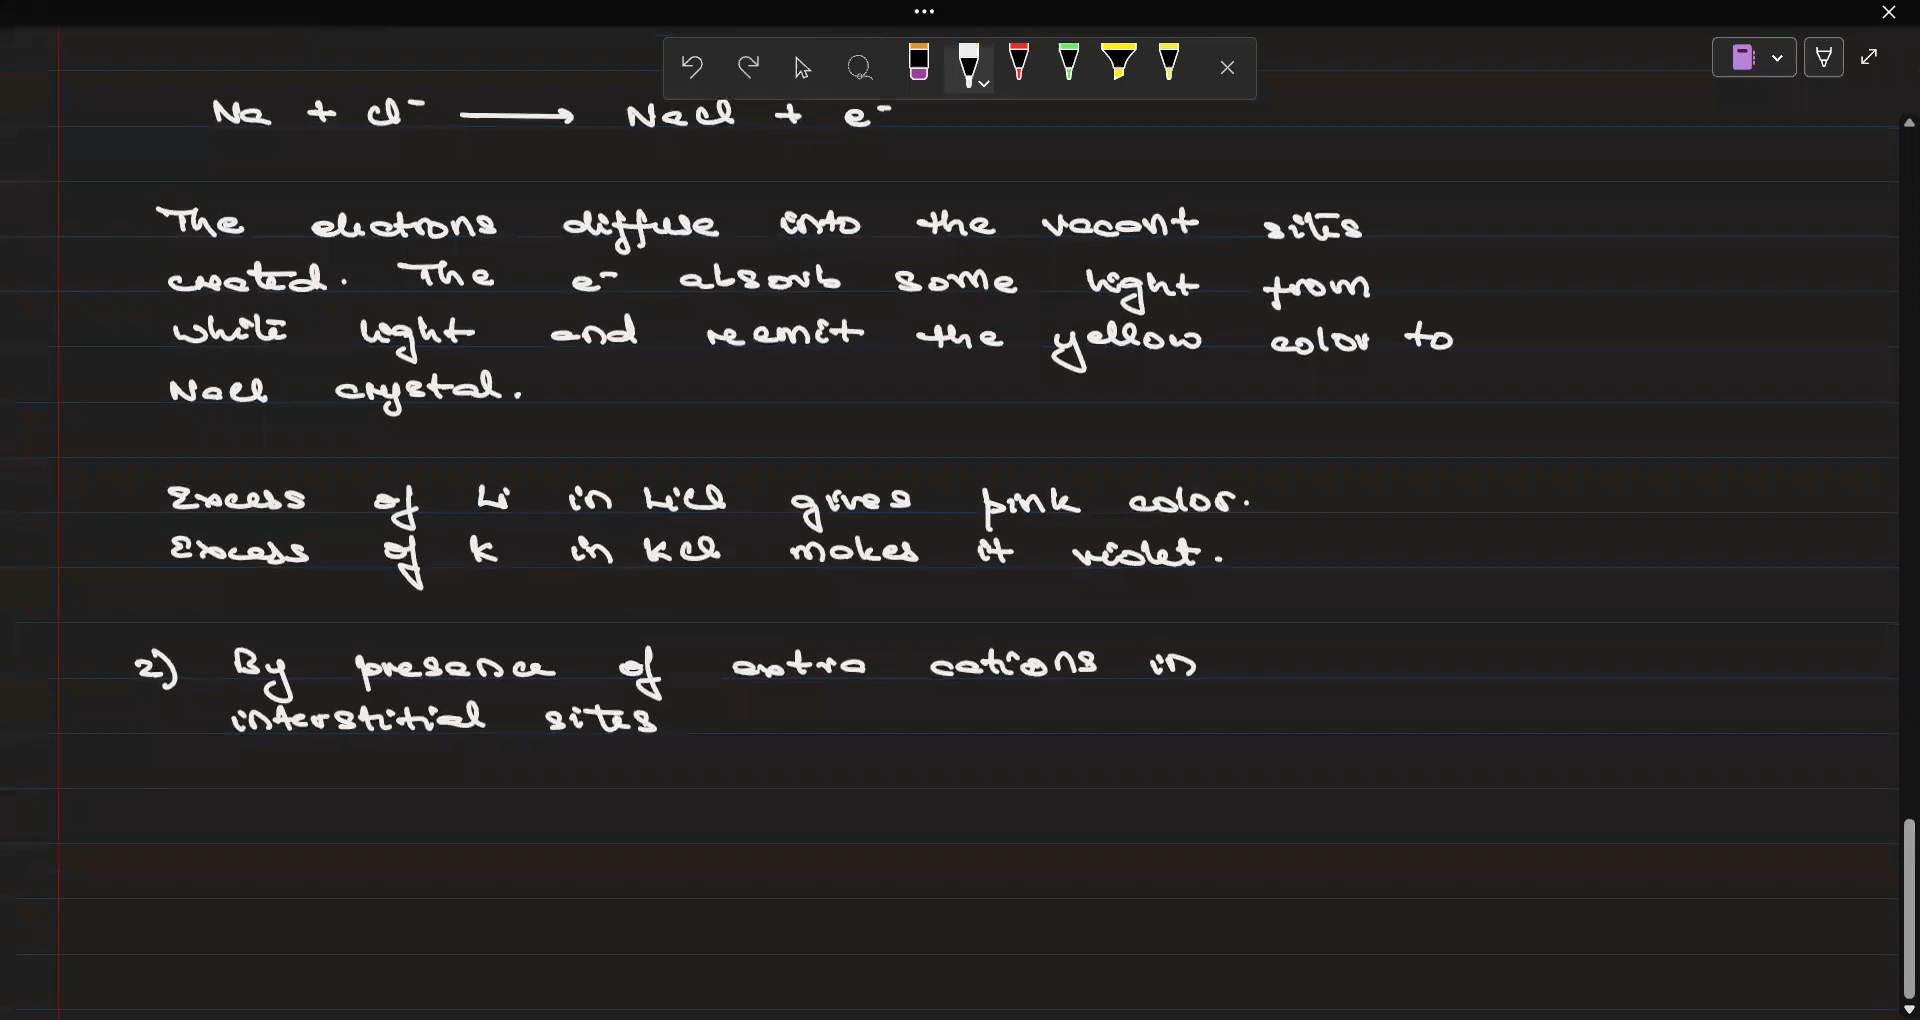 Na + Cl⁻ ⟶ NaCl + e⁻
The electrons diffuse into the vacant sites
created. The e⁻ absorb some light from
white light and reemit the yellow color to
NaCl crystal.
Excess of Li in LiCl gives pink color.
Excess of K in KCl makes it violet.
2) By presence of extra cations in
interstitial sites